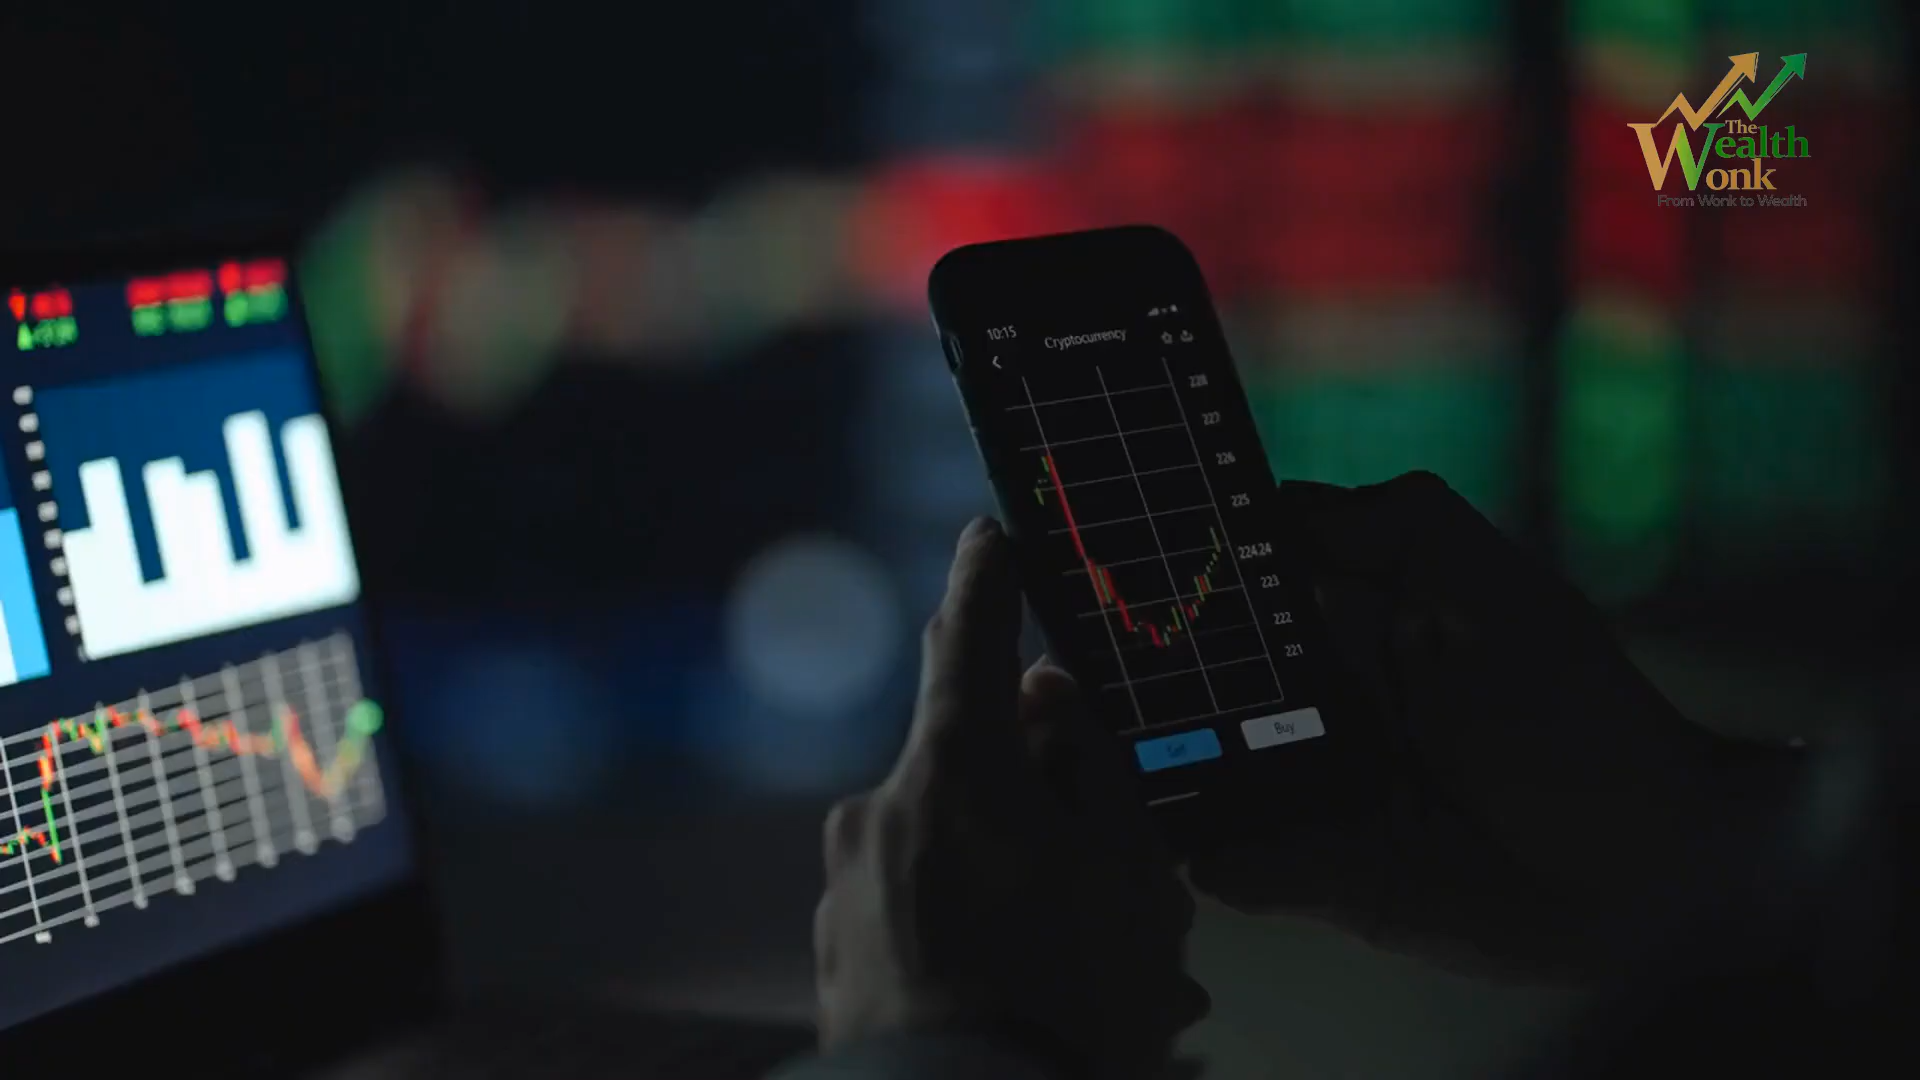 The
Wealth
Wonk
From Wonk to Wealth
10:15
Cryptocurrency
228
227
226
225
224.24
223
222
221
Sell
Buy